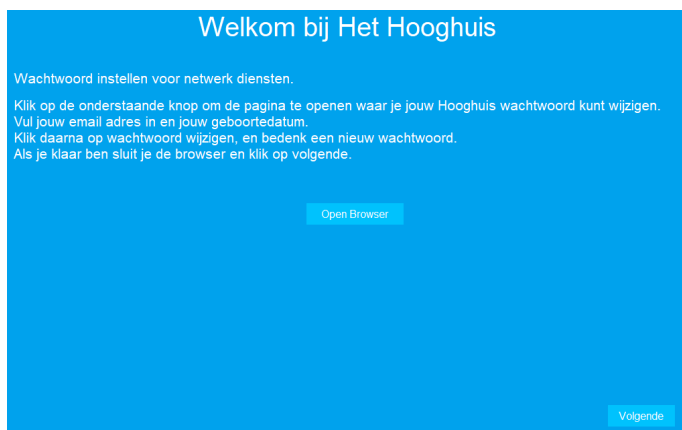 Welkom bij Het Hooghuis
Wachtwoord instellen voor netwerk diensten.
Klik op de onderstaande knop om de pagina te openen waar je jouw Hooghuis wachtwoord kunt wijzigen.
Vul jouw email adres in en jouw geboortedatum.
Klik daarna op wachtwoord wijzigen, en bedenk een nieuw wachtwoord.
Als je klaar ben sluit je de browser en klik op volgende.
Open Browser
Volgende